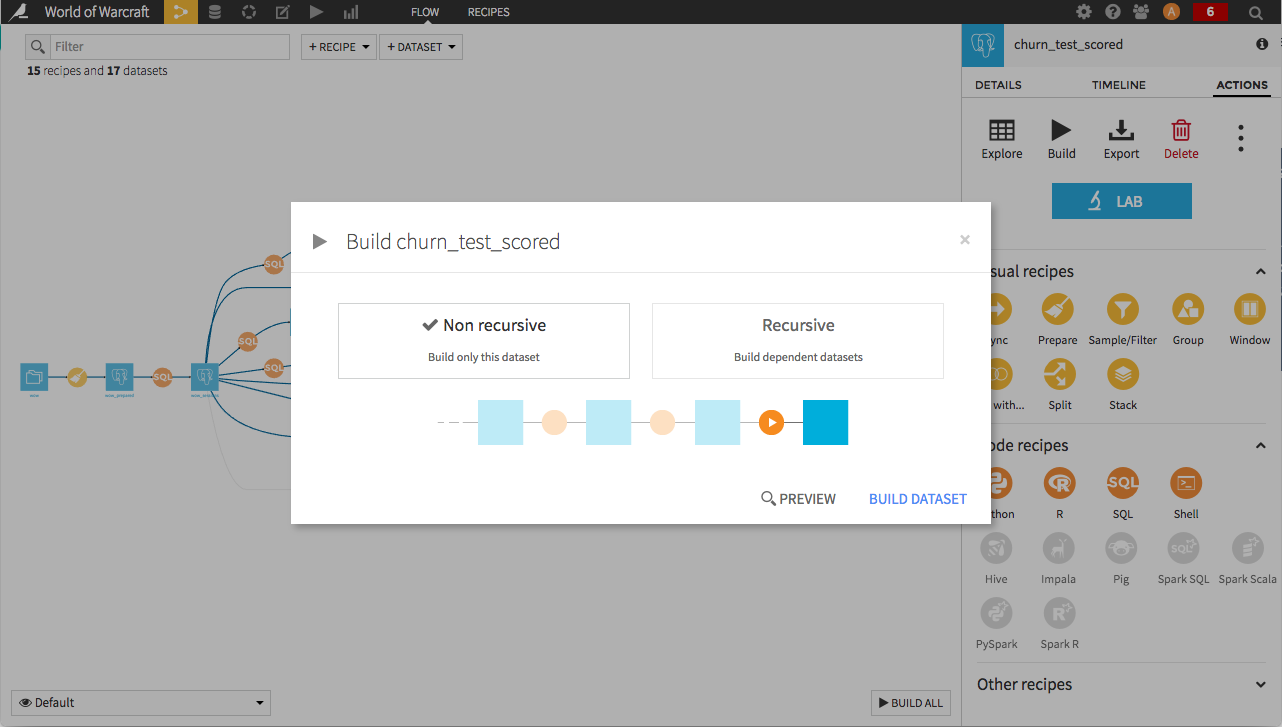 World of Warcraft
FLOW
RECIPES
A
6
Filter
+ RECIPE
+ DATASET
15 recipes and 17 datasets
churn_test_scored
DETAILS
TIMELINE
ACTIONS
Explore
Build
Export
Delete
LAB
SQL
SQL
SQL
SQL
Build churn_test_scored
×
Non recursive
Build only this dataset
Recursive
Build dependent datasets
PREVIEW
BUILD DATASET
sual recipes
ync
Prepare
Sample/Filter
Group
Window
with...
Split
Stack
ode recipes
SQL
thon
R
SQL
Shell
SQL
Hive
Impala
Pig
Spark SQL
Spark Scala
R
PySpark
Spark R
Other recipes
Default
BUILD ALL